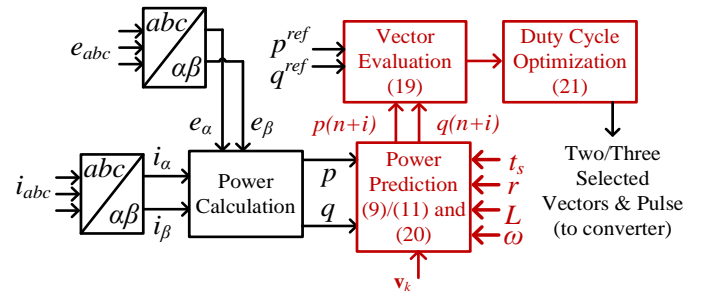 abc
αβ
e_abc
p^ref
q^ref
Vector
Evaluation
(19)
Duty Cycle
Optimization
(21)
p(n+i)
q(n+i)
e_α
e_β
i_abc
abc
αβ
i_α
i_β
Power
Calculation
p
q
Power
Prediction
(9)/(11) and
(20)
t_s
r
L
ω
v_k
Two/Three
Selected
Vectors & Pulse
(to converter)